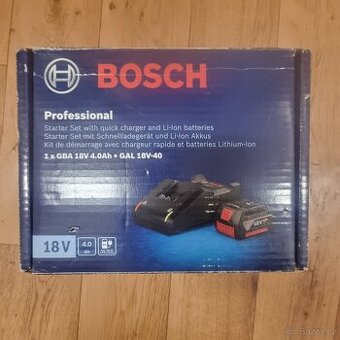 BOSCH
Professional
Starter Set with quick charger and Li-Ion batteries
Starter Set mit Schnellladegerät und Li-Ion Akkus
Kit de démarrage avec chargeur rapide et batteries Lithium-Ion
1 x GBA 18V 4.0Ah + GAL 18V-40
18 V
4.0
Ah